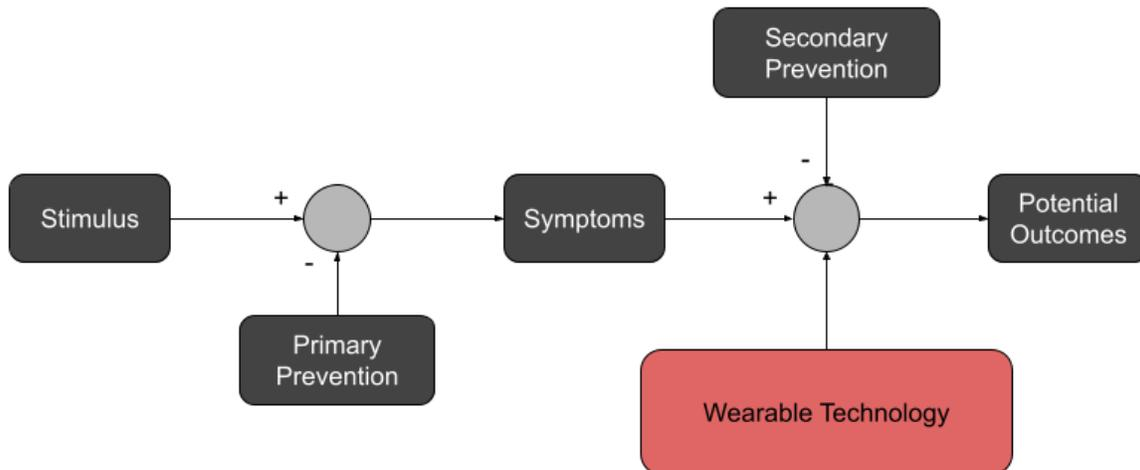 Secondary
Prevention
-
Stimulus
+
Symptoms
+
Potential
Outcomes
-
Primary
Prevention
Wearable Technology